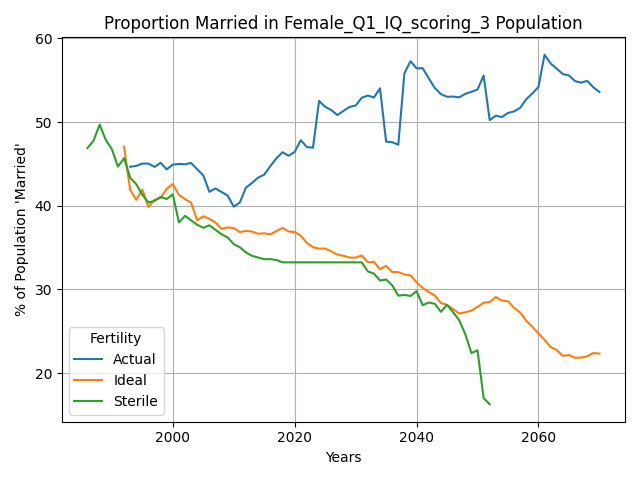 Proportion Married in Female_Q1_IQ_scoring_3 Population
% of Population 'Married'
60
50
40
30
20
Fertility
Actual
Ideal
Sterile
2000
2020
2040
2060
Years